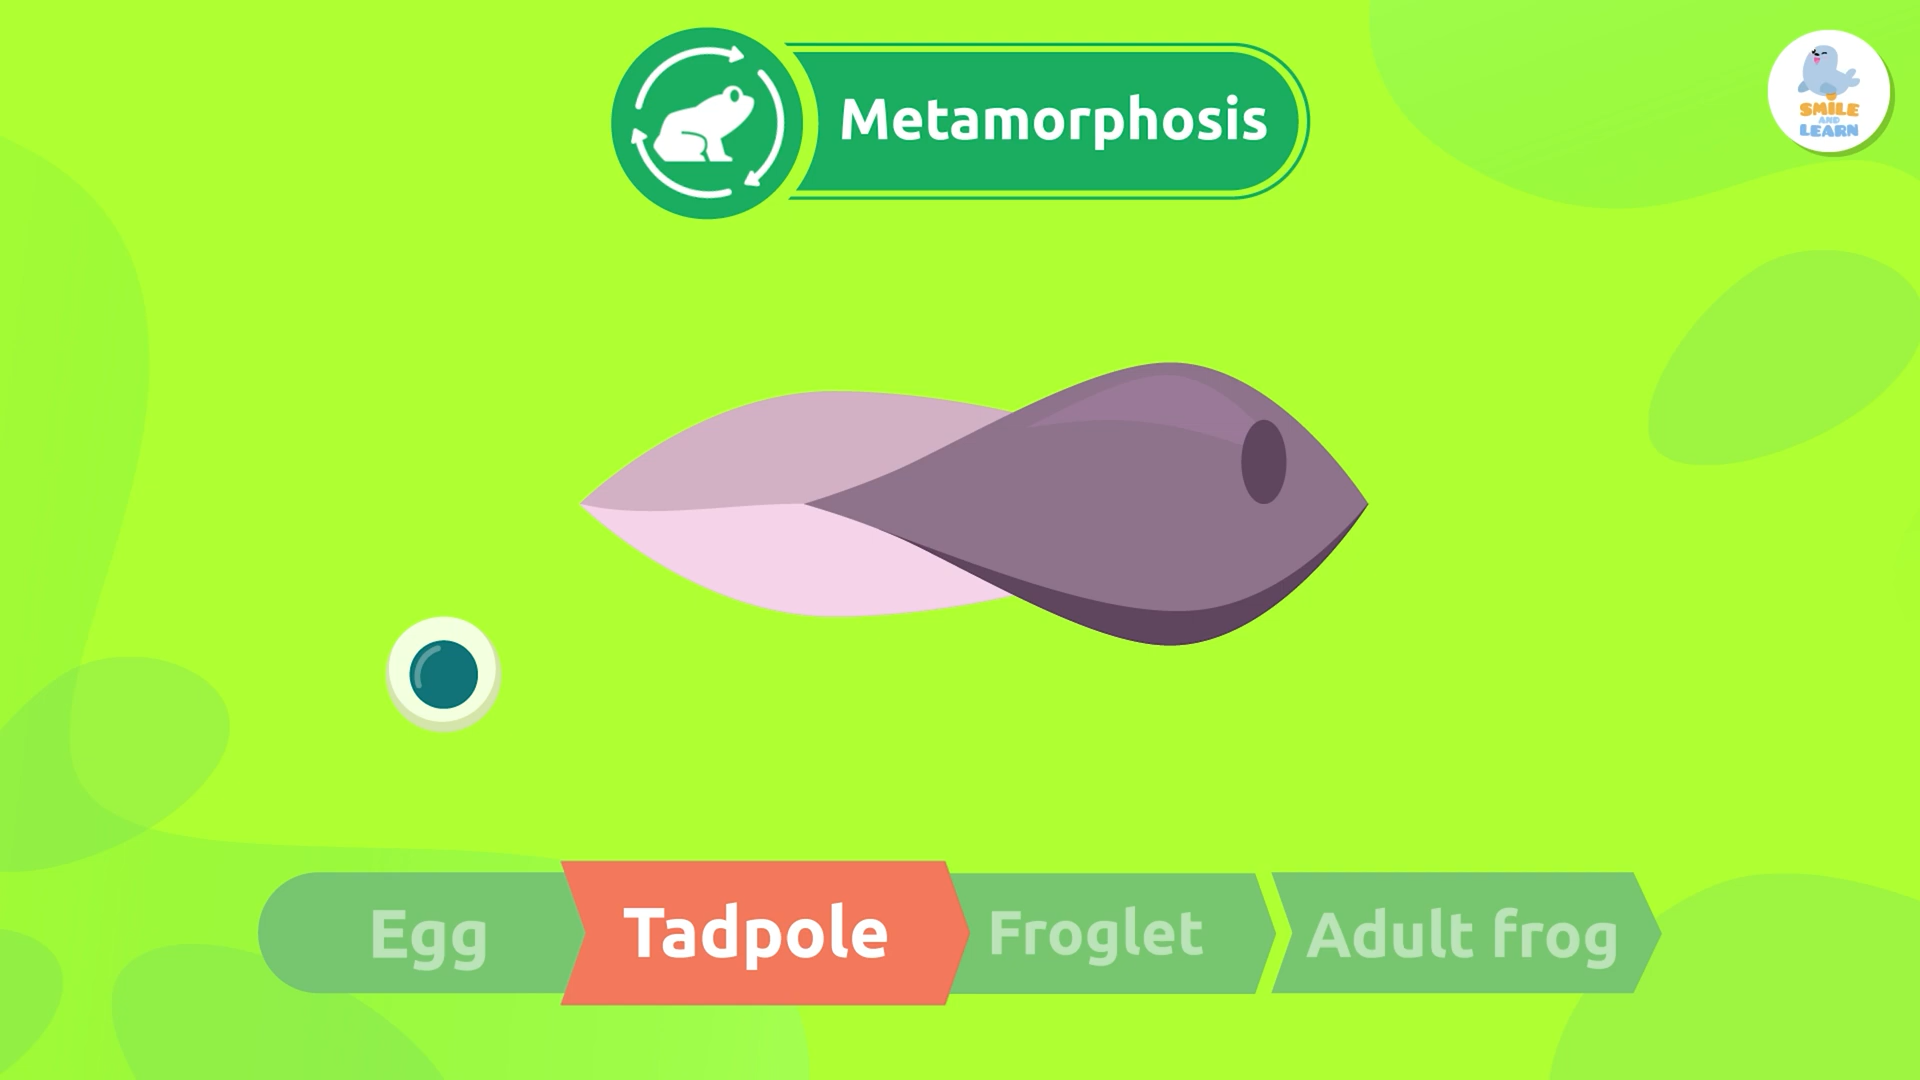 Metamorphosis
SMILE
AND
LEARN
Egg
Tadpole
Froglet
Adult frog